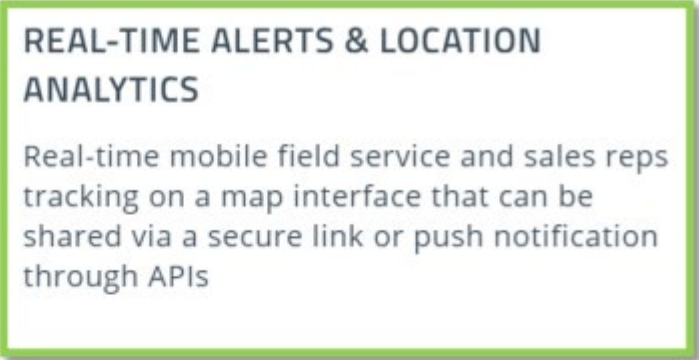 REAL-TIME ALERTS & LOCATION
ANALYTICS
Real-time mobile field service and sales reps
tracking on a map interface that can be
shared via a secure link or push notification
through APIs